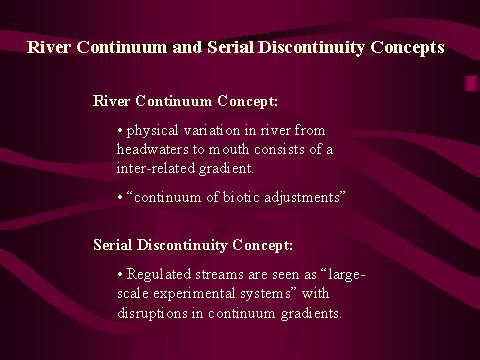 River Continuum and Serial Discontinuity Concepts
River Continuum Concept:
• physical variation in river from
headwaters to mouth consists of a
inter-related gradient.
• “continuum of biotic adjustments”
Serial Discontinuity Concept:
• Regulated streams are seen as “large-
scale experimental systems” with
disruptions in continuum gradients.